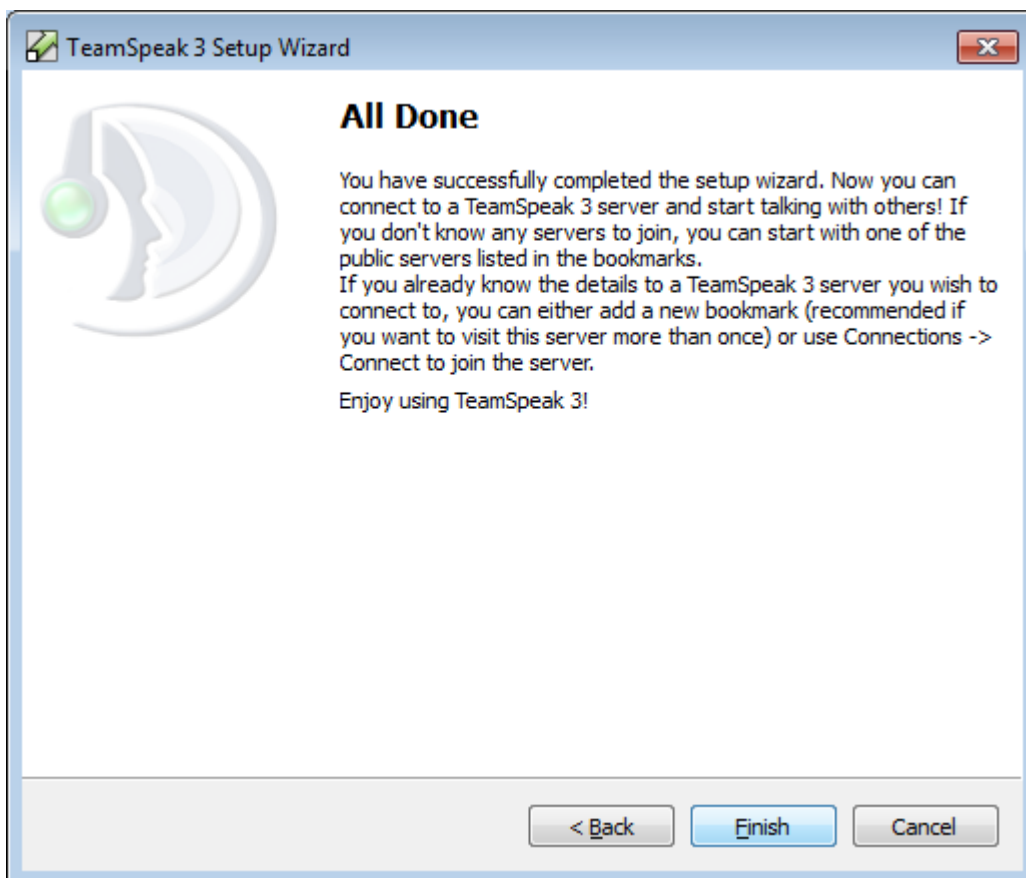 TeamSpeak 3 Setup Wizard
All Done
You have successfully completed the setup wizard. Now you can
connect to a TeamSpeak 3 server and start talking with others! If
you don't know any servers to join, you can start with one of the
public servers listed in the bookmarks.
If you already know the details to a TeamSpeak 3 server you wish to
connect to, you can either add a new bookmark (recommended if
you want to visit this server more than once) or use Connections ->
Connect to join the server.
Enjoy using TeamSpeak 3!
< Back Finish Cancel